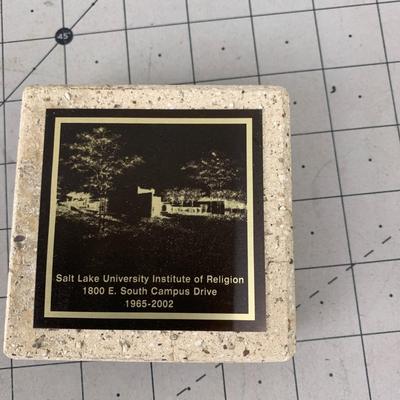 45°
Salt Lake University Institute of Religion
1800 E. South Campus Drive
1965-2002